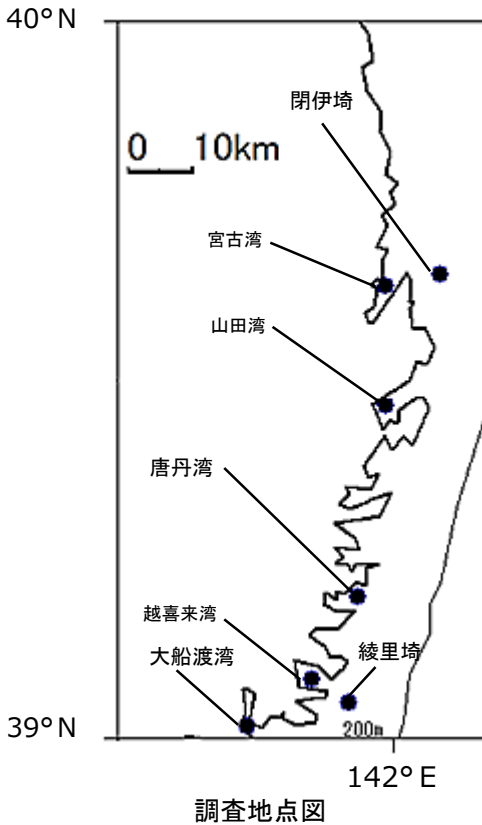 40°N
閉伊埼
0 10km
宮古湾
山田湾
唐丹湾
越喜来湾
大船渡湾
綾里埼
39°N
200m
142°E
調査地点図